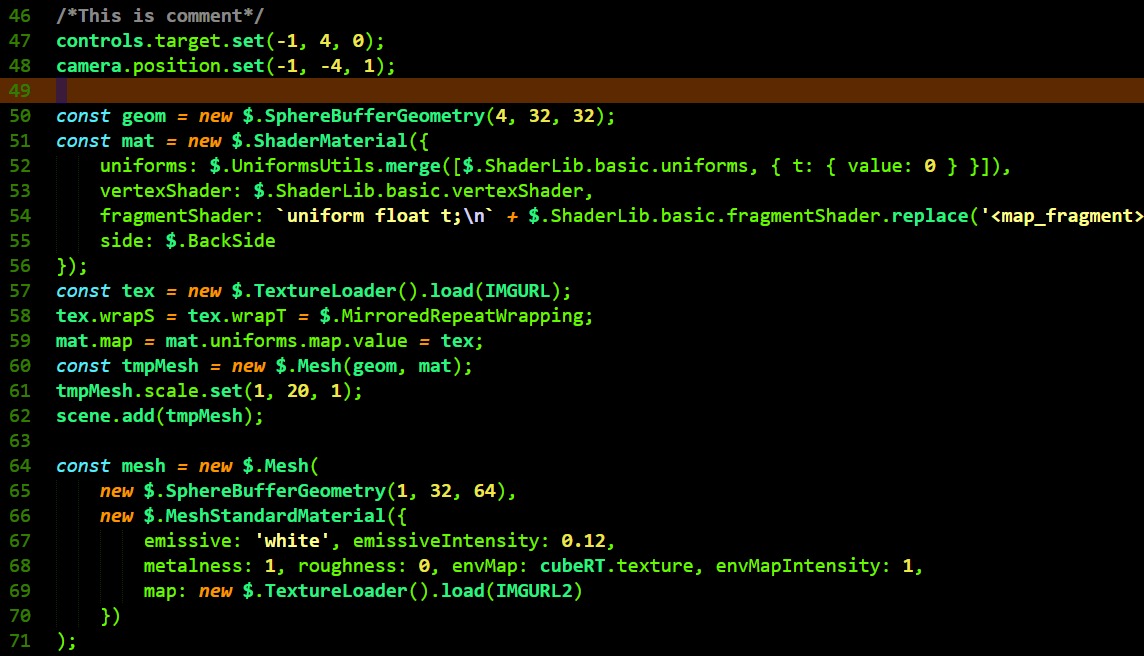 46 /*This is comment*/
47 controls.target.set(-1, 4, 0);
48 camera.position.set(-1, -4, 1);
49
50 const geom = new $.SphereBufferGeometry(4, 32, 32);
51 const mat = new $.ShaderMaterial({
52     uniforms: $.UniformsUtils.merge([$.ShaderLib.basic.uniforms, { t: { value: 0 } }]),
53     vertexShader: $.ShaderLib.basic.vertexShader,
54     fragmentShader: `uniform float t;\n` + $.ShaderLib.basic.fragmentShader.replace('<map_fragment>
55     side: $.BackSide
56 });
57 const tex = new $.TextureLoader().load(IMGURL);
58 tex.wrapS = tex.wrapT = $.MirroredRepeatWrapping;
59 mat.map = mat.uniforms.map.value = tex;
60 const tmpMesh = new $.Mesh(geom, mat);
61 tmpMesh.scale.set(1, 20, 1);
62 scene.add(tmpMesh);
63
64 const mesh = new $.Mesh(
65     new $.SphereBufferGeometry(1, 32, 64),
66     new $.MeshStandardMaterial({
67         emissive: 'white', emissiveIntensity: 0.12,
68         metalness: 1, roughness: 0, envMap: cubeRT.texture, envMapIntensity: 1,
69         map: new $.TextureLoader().load(IMGURL2)
70     })
71 );